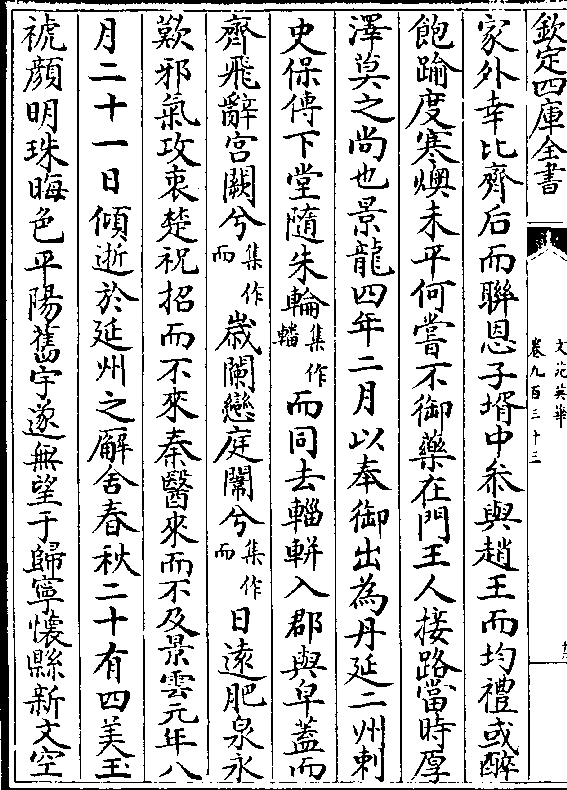 欽定四庫全書
文苑英華
卷九百三十三
家外幸比齊后而聯恩子壻中叅與趙王而均禮或醉
飽踰度寒燠未平何嘗不御藥在門王人接路當時厚
澤莫之尚也景龍四年二月以奉御出為丹延二州刺
史保傅下堂隨朱輪集作轓而同去輜軿入郡與皁蓋而
齊飛辭宫闕兮集作而歲闌戀庭闈兮集作而日逺肥泉永
歎邪氣攻衷楚祝招而不來秦醫來而不及景雲元年八
月二十一日傾逝於延州之廨舍春秋二十有四美玉
褫顔明珠晦色平陽舊宇遂無望于歸寧懷縣新文空